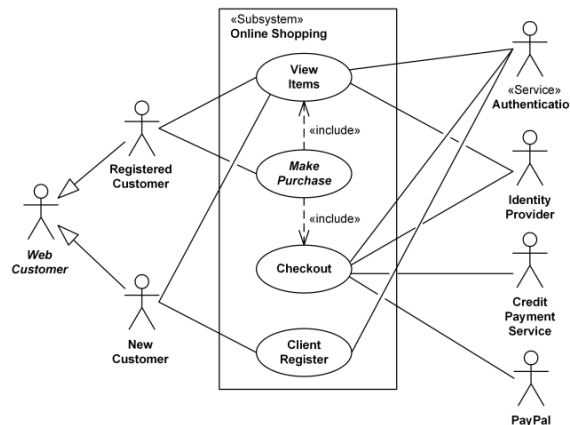 «Subsystem»
Online Shopping
View
Items
«include»
Make
Purchase
«include»
Checkout
Client
Register
Registered
Customer
Web
Customer
New
Customer
«Service»
Authenticatio
Identity
Provider
Credit
Payment
Service
PayPal